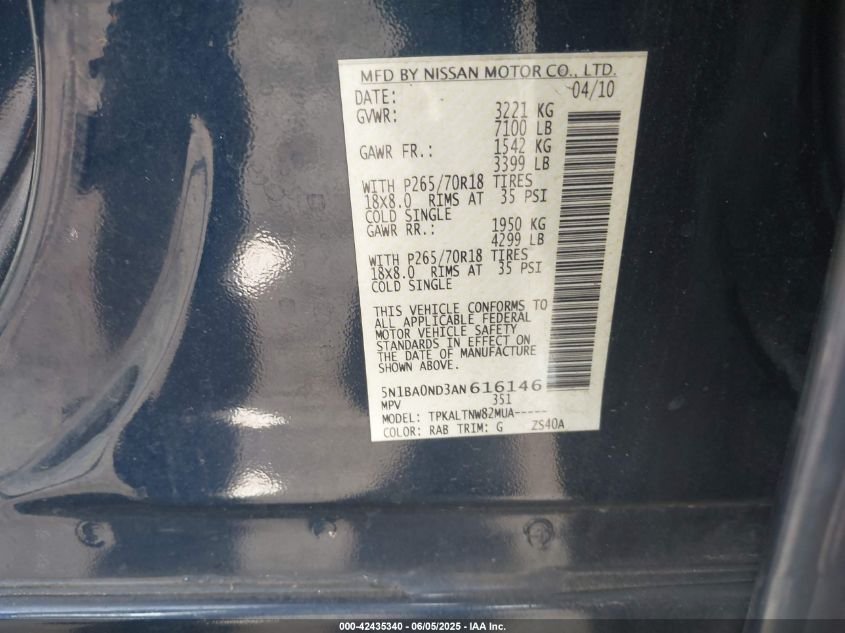 MFD BY NISSAN MOTOR CO., LTD.
DATE: 04/10
GVWR: 3221 KG
7100 LB
GAWR FR.: 1542 KG
3399 LB
WITH P265/70R18 TIRES
18X8.0 RIMS AT 35 PSI
COLD SINGLE
GAWR RR.: 1950 KG
4299 LB
WITH P265/70R18 TIRES
18X8.0 RIMS AT 35 PSI
COLD SINGLE
THIS VEHICLE CONFORMS TO
ALL APPLICABLE FEDERAL
MOTOR VEHICLE SAFETY
STANDARDS IN EFFECT ON
THE DATE OF MANUFACTURE
SHOWN ABOVE.
5N1BA0ND3AN616146
MPV 351
MODEL: TPKALTNW82MUA-----
COLOR: RAB TRIM: G ZS40A
000-42435340 - 06/05/2025 - IAA Inc.